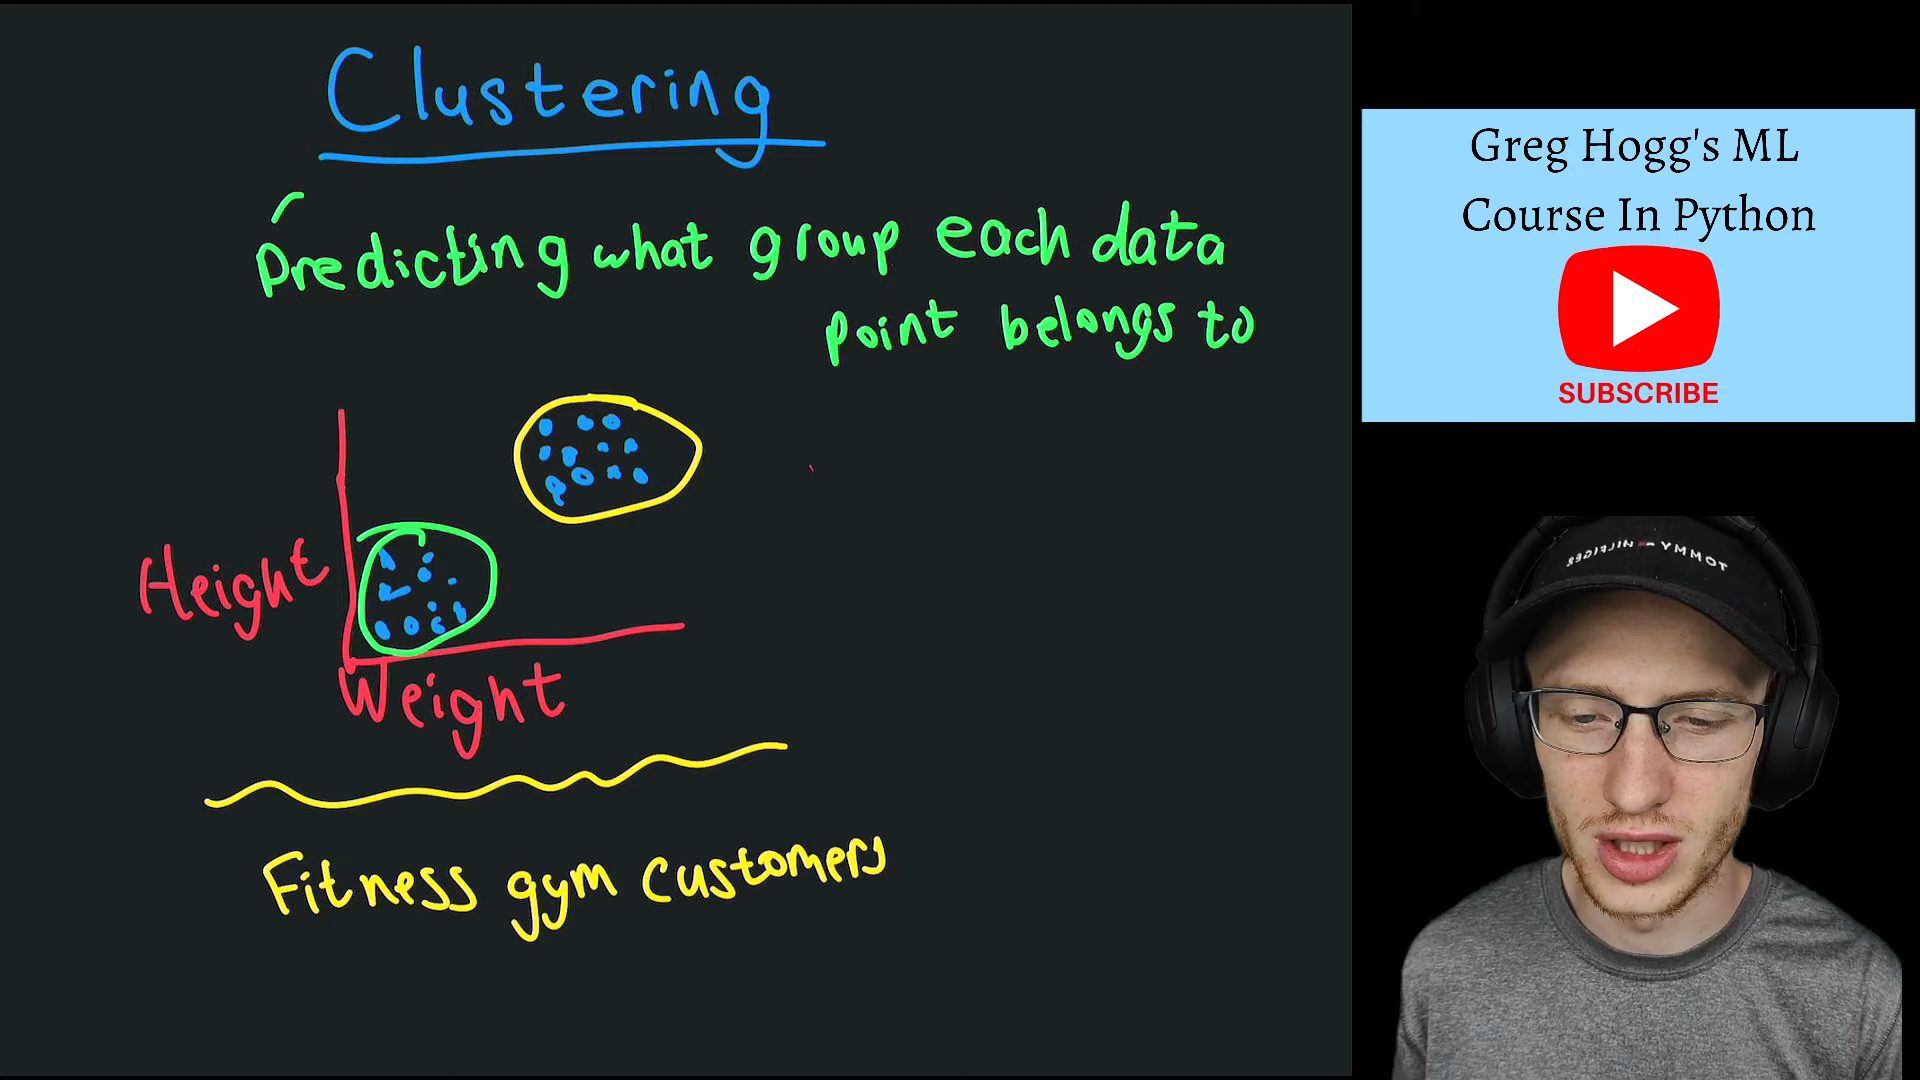 Clustering
Predicting what group each data
point belongs to
Height
Weight
Fitness gym customers
Greg Hogg's ML
Course In Python
SUBSCRIBE
TOMMY HILFIGER